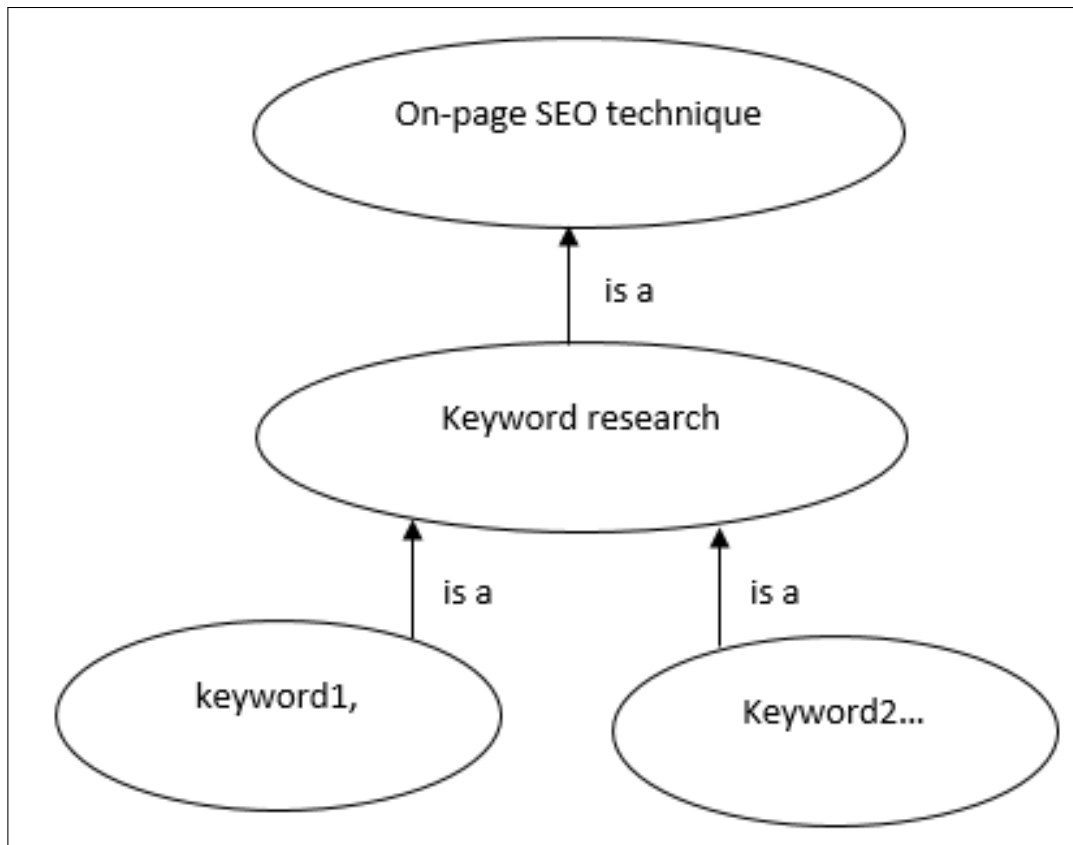 On-page SEO technique
is a
Keyword research
is a
is a
keyword1,
Keyword2...